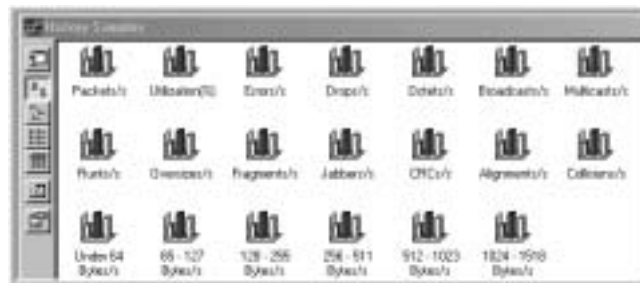 History Samples
Packets/s Utilization(%) Errors/s Drops/s Octets/s Broadcasts/s Multicasts/s
Runts/s Oversizes/s Fragments/s Jabbers/s CRCs/s Alignments/s Collisions/s
Under 64 65 - 127 128 - 255 256 - 511 512 - 1023 1024 - 1518
Bytes/s Bytes/s Bytes/s Bytes/s Bytes/s Bytes/s